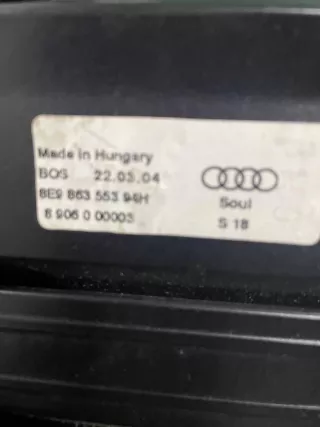 Made in Hungary
BOS 22.03.04
8E9 863 553 94H
Soul
6 906 0 00003
S 18